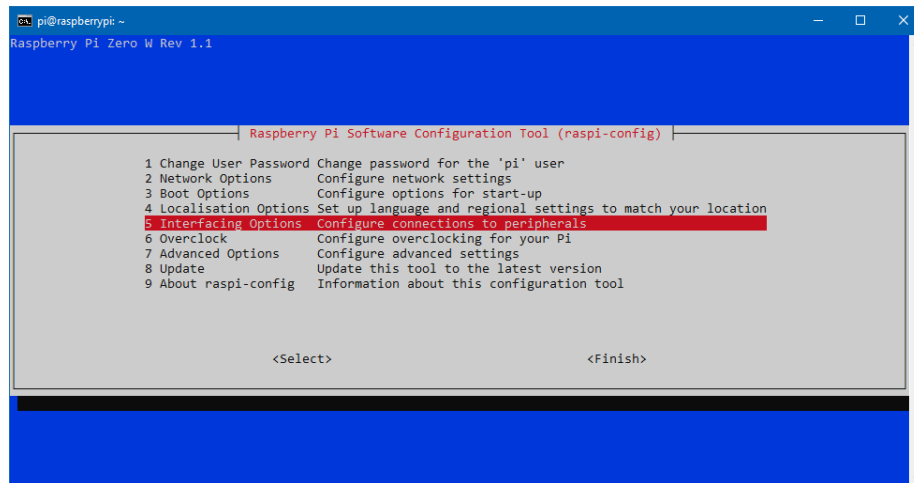 pi@raspberrypi: ~
Raspberry Pi Zero W Rev 1.1
Raspberry Pi Software Configuration Tool (raspi-config)
1 Change User Password Change password for the 'pi' user
2 Network Options Configure network settings
3 Boot Options Configure options for start-up
4 Localisation Options Set up language and regional settings to match your location
5 Interfacing Options Configure connections to peripherals
6 Overclock Configure overclocking for your Pi
7 Advanced Options Configure advanced settings
8 Update Update this tool to the latest version
9 About raspi-config Information about this configuration tool
<Select> <Finish>